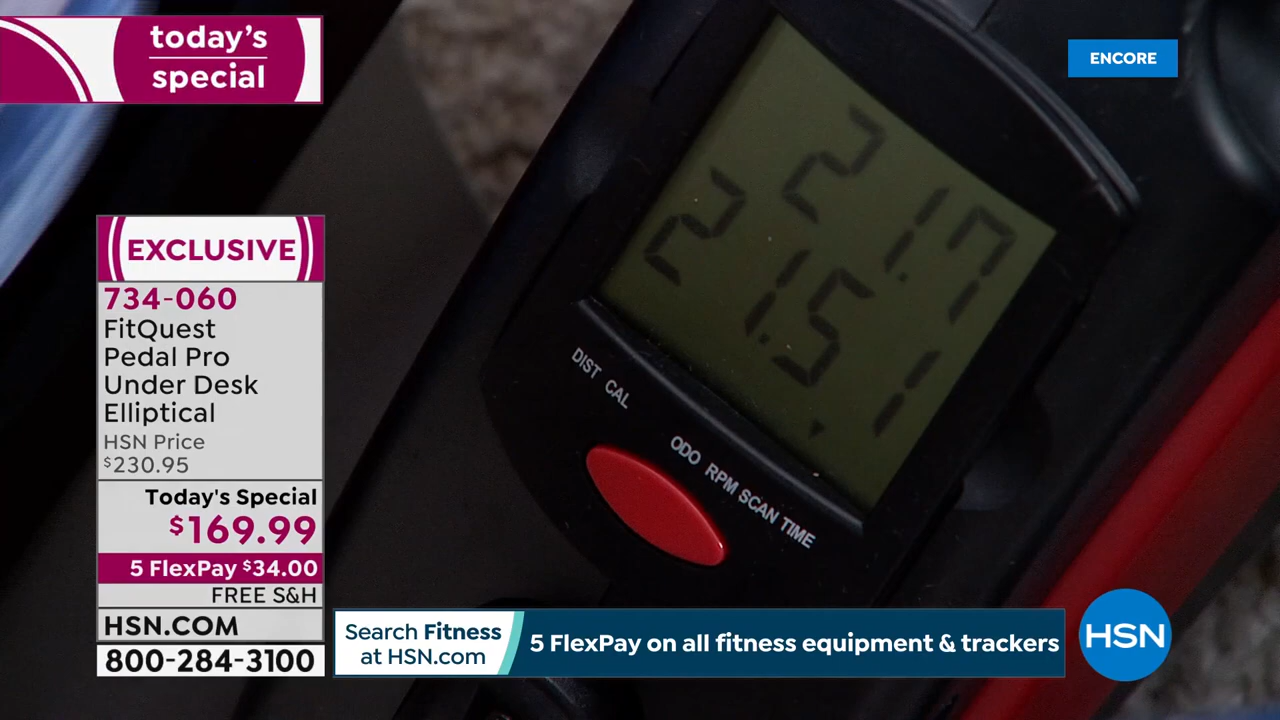 today's
special
ENCORE
21.7
21.51
DIST CAL
ODO RPM SCAN TIME
EXCLUSIVE
734-060
FitQuest
Pedal Pro
Under Desk
Elliptical
HSN Price
$230.95
Today's Special
$169.99
5 FlexPay $34.00
FREE S&H
HSN.COM
800-284-3100
Search Fitness
at HSN.com
5 FlexPay on all fitness equipment & trackers
HSN